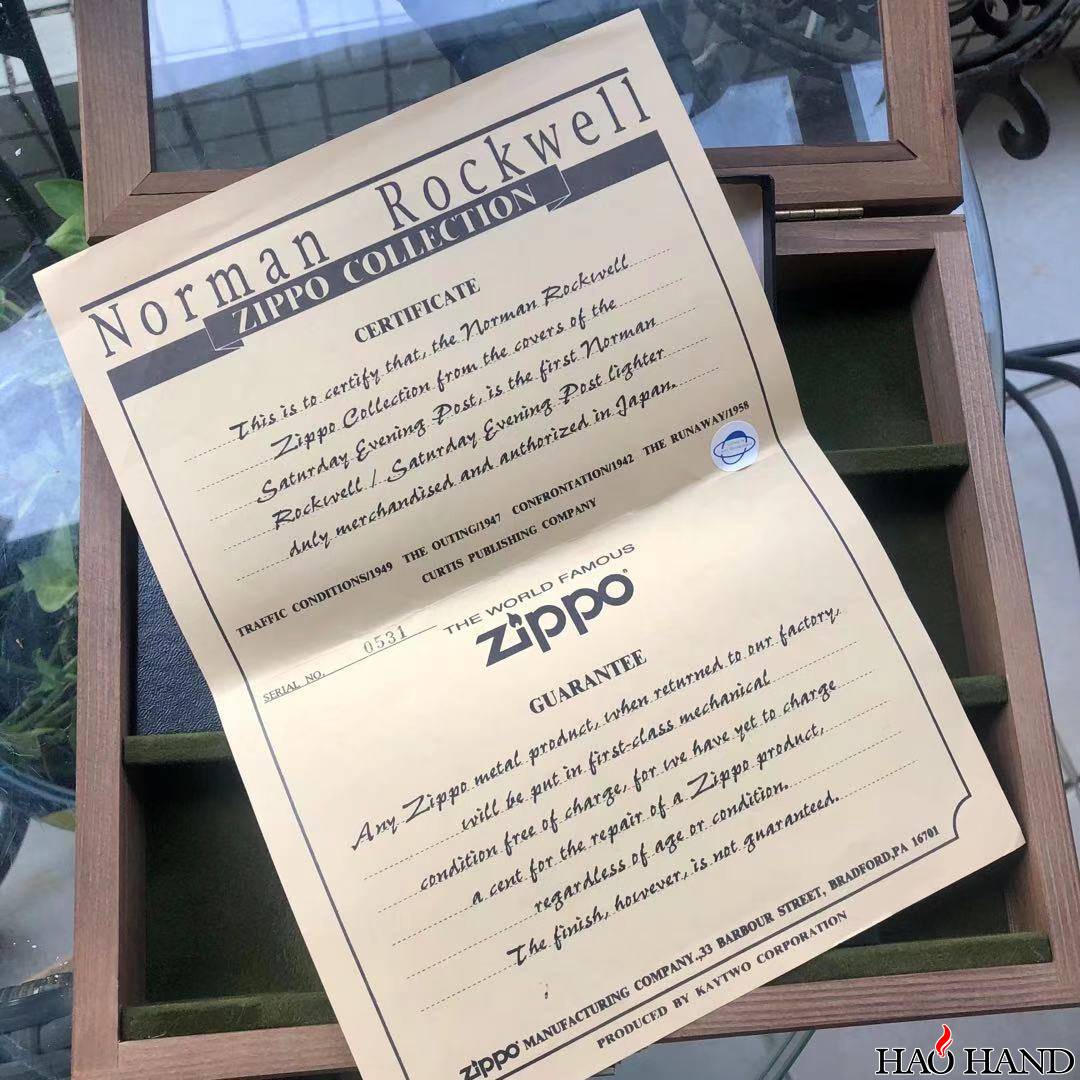 Norman Rockwell
ZIPPO COLLECTION
CERTIFICATE
This is to certify that, the Norman Rockwell
Zippo Collection from the covers of the
Saturday Evening Post, is the first Norman
Rockwell / Saturday Evening Post lighter
duly merchandised and authorized in Japan.
TRAFFIC CONDITIONS/1949 THE OUTING/1947 CONFRONTATION/1942 THE RUNAWAY/1958
CURTIS PUBLISHING COMPANY
SERIAL NO. 0531
THE WORLD FAMOUS
zippo®
GUARANTEE
Any Zippo metal product, when returned to our factory,
will be put in first-class mechanical
condition free of charge, for we have yet to charge
a cent for the repair of a Zippo product,
regardless of age or condition.
The finish, however, is not guaranteed.
zippo® MANUFACTURING COMPANY.,33 BARBOUR STREET, BRADFORD,PA 16701
PRODUCED BY KAYTWO CORPORATION
HAO HAND